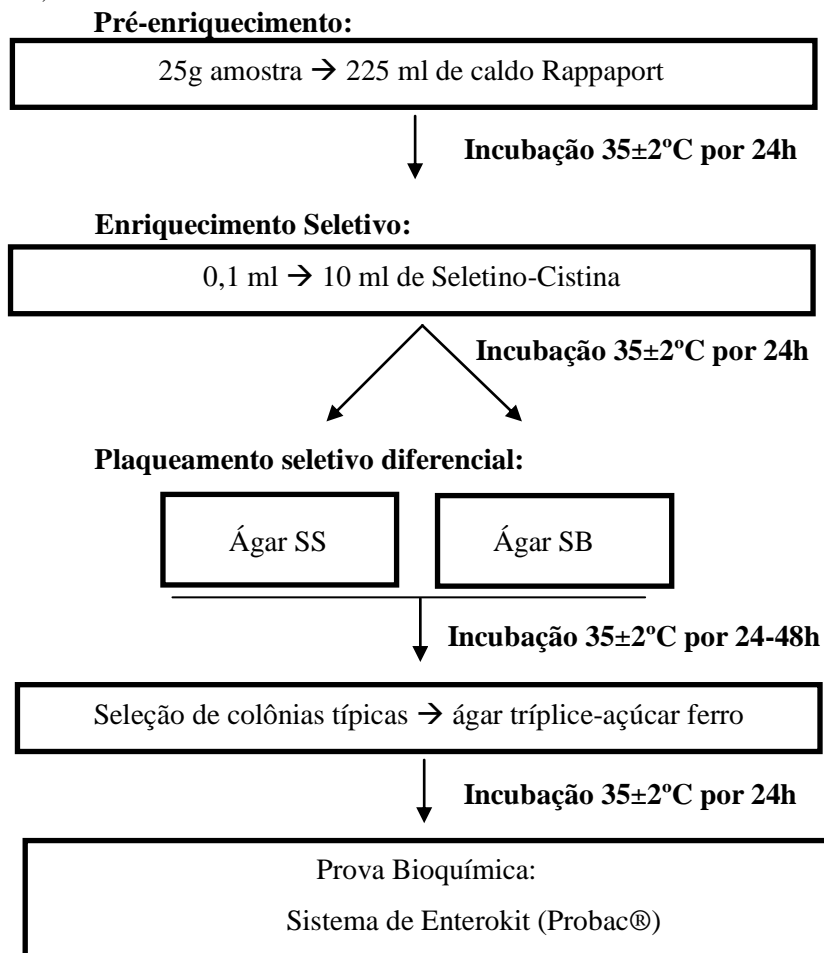 Pré-enriquecimento:
25g amostra → 225 ml de caldo Rappaport
Incubação 35±2ºC por 24h
Enriquecimento Seletivo:
0,1 ml → 10 ml de Seletino-Cistina
Incubação 35±2ºC por 24h
Plaqueamento seletivo diferencial:
Ágar SS
Ágar SB
Incubação 35±2ºC por 24-48h
Seleção de colônias típicas → ágar tríplice-açúcar ferro
Incubação 35±2ºC por 24h
Prova Bioquímica:
Sistema de Enterokit (Probac®)